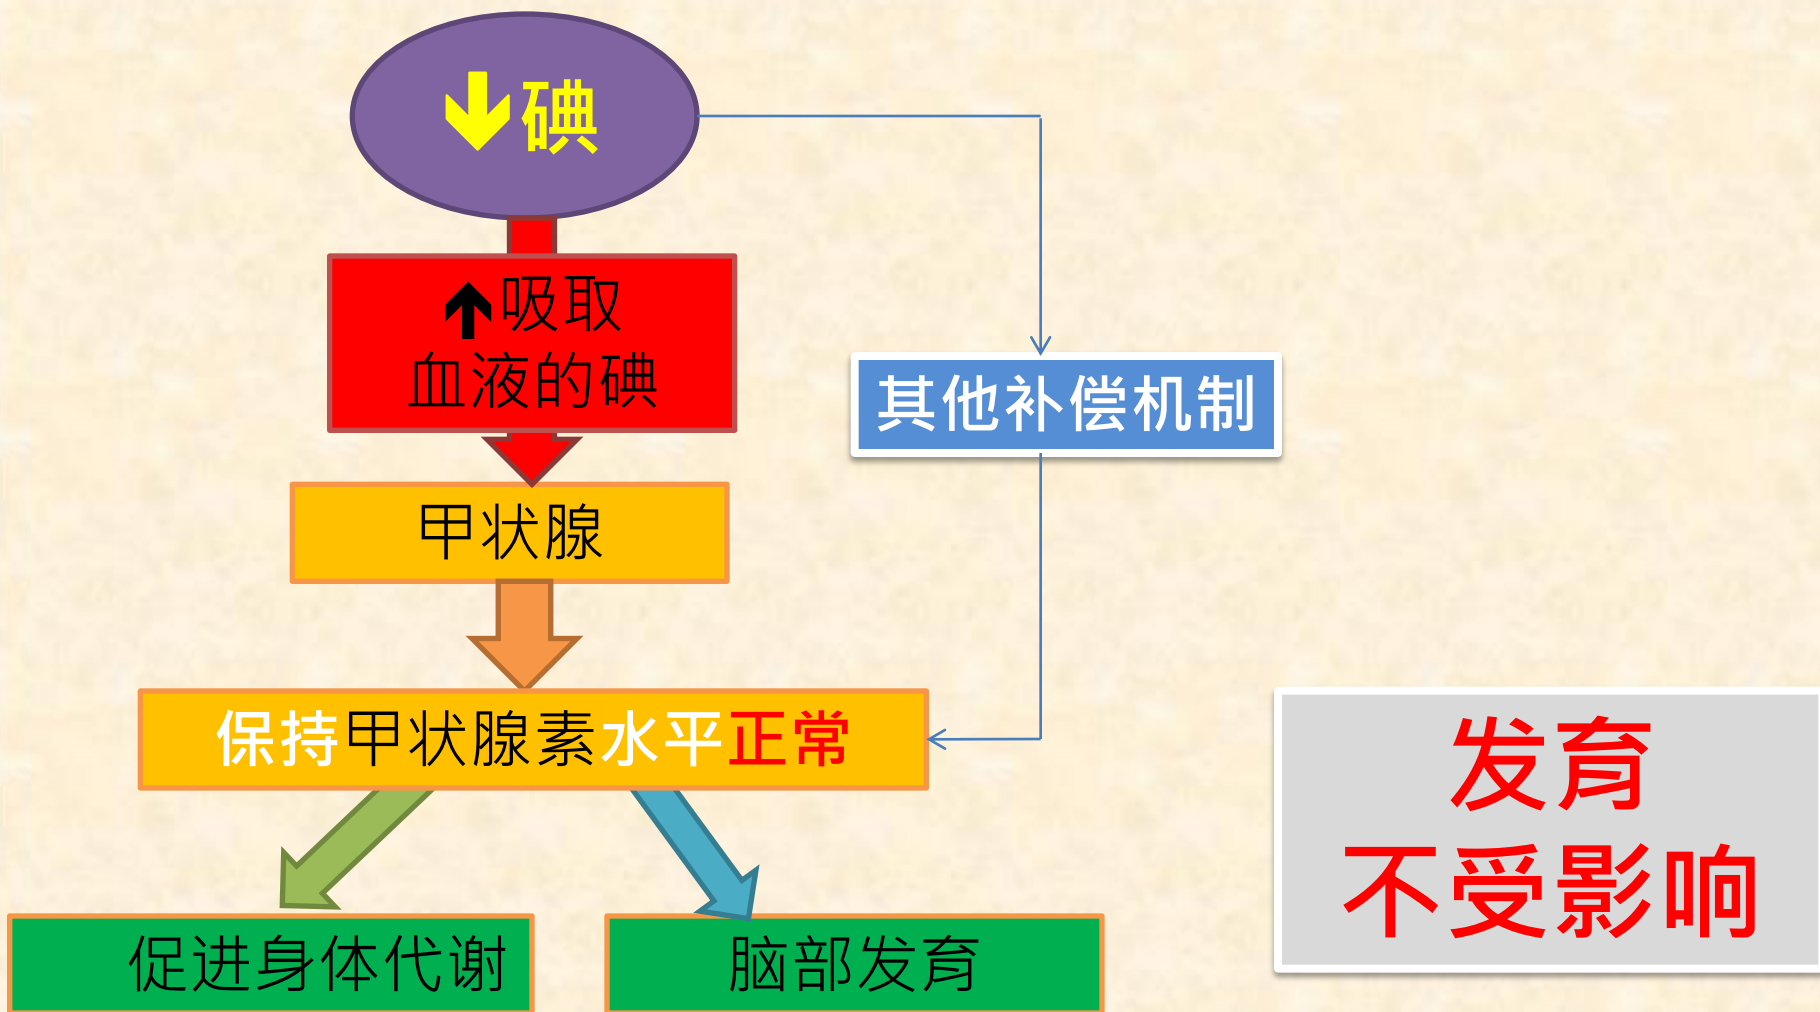 ↓碘
↑吸取
血液的碘
其他补偿机制
甲状腺
保持甲状腺素水平正常
发育
不受影响
促进身体代谢
脑部发育